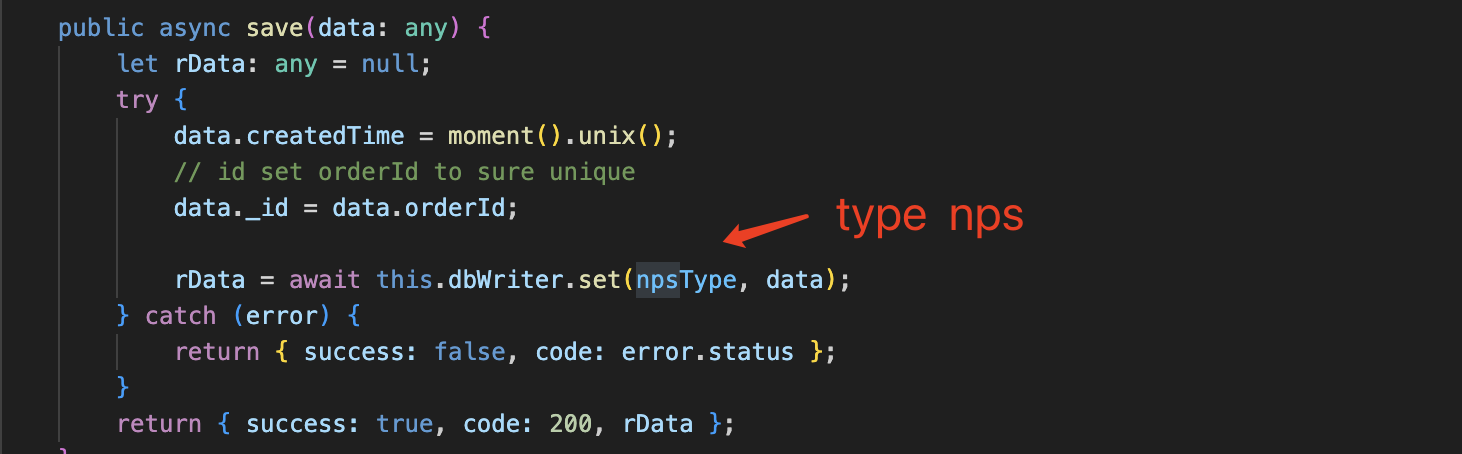 public async save(data: any) {
let rData: any = null;
try {
data.createdTime = moment().unix();
// id set orderId to sure unique
data._id = data.orderId;
type nps
rData = await this.dbWriter.set(npsType, data);
} catch (error) {
return { success: false, code: error.status };
}
return { success: true, code: 200, rData };